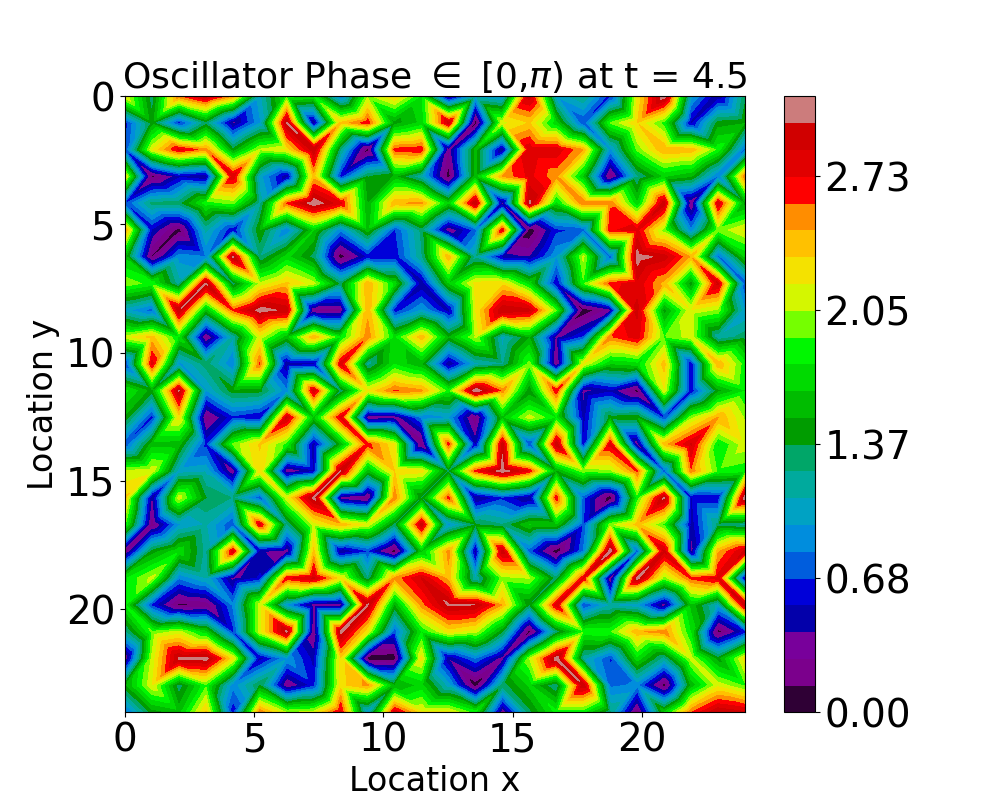 Oscillator Phase ∈ [0,π) at t = 4.5
0
5
10
15
20
Location y
0 5 10 15 20
Location x
2.73
2.05
1.37
0.68
0.00